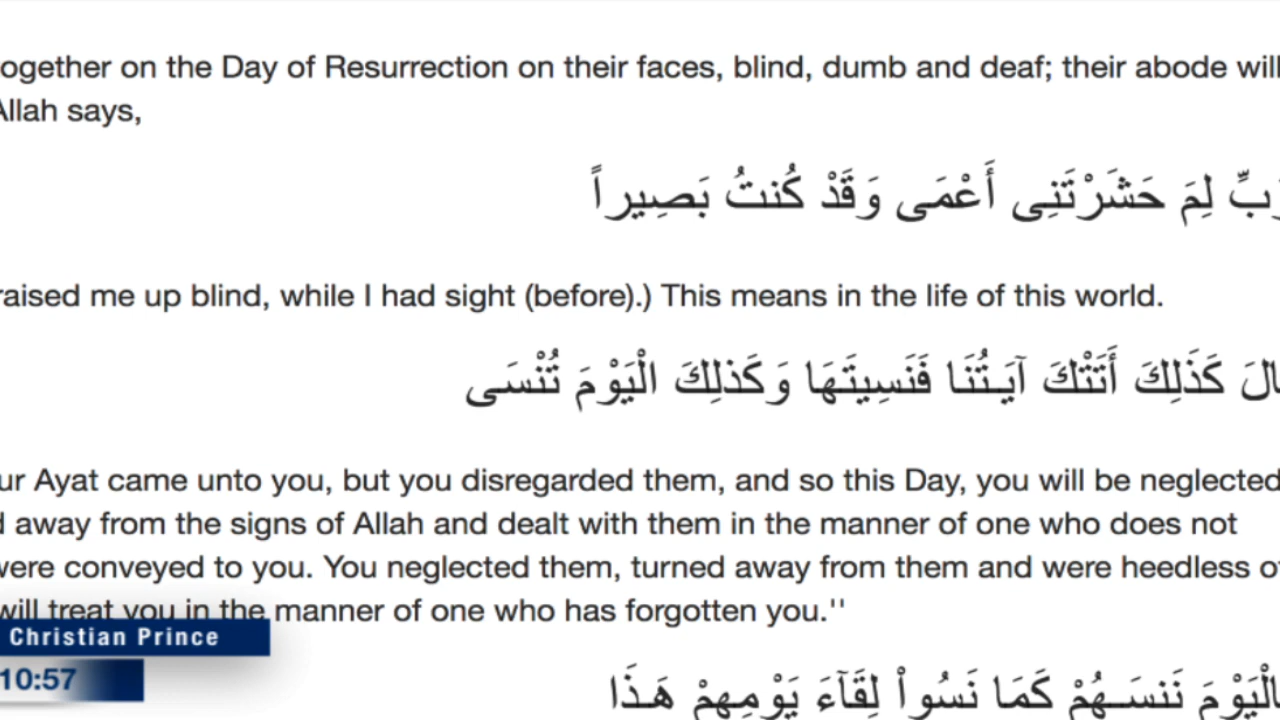 ogether on the Day of Resurrection on their faces, blind, dumb and deaf; their abode will
Allah says,
رَبِّ لِمَ حَشَرْتَنِى أَعْمَى وَقَدْ كُنتُ بَصِيراً
raised me up blind, while I had sight (before).) This means in the life of this world.
قَالَ كَذَلِكَ أَتَتْكَ آيَـتُنَا فَنَسِيتَهَا وَكَذلِكَ الْيَوْمَ تُنْسَى
ur Ayat came unto you, but you disregarded them, and so this Day, you will be neglected
d away from the signs of Allah and dealt with them in the manner of one who does not
were conveyed to you. You neglected them, turned away from them and were heedless of
will treat you in the manner of one who has forgotten you.''
Christian Prince
10:57
الْيَوْمَ نَنسَـهُمْ كَمَا نَسُواْ لِقَآءَ يَوْمِهِمْ هَـذَا